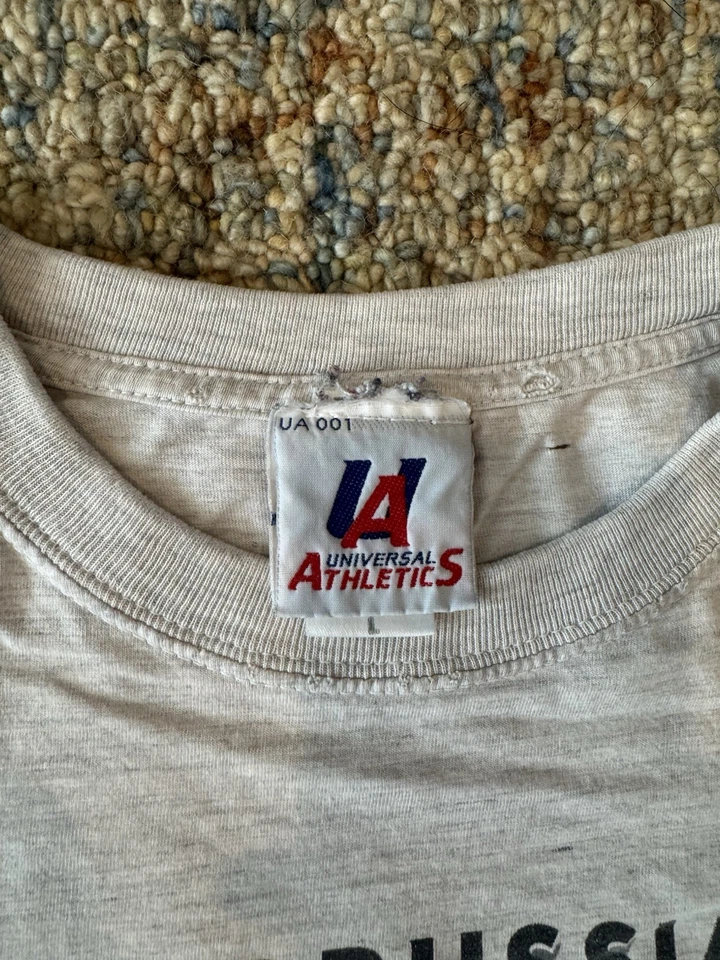 UA 001
UA
UNIVERSAL
ATHLETICS
L